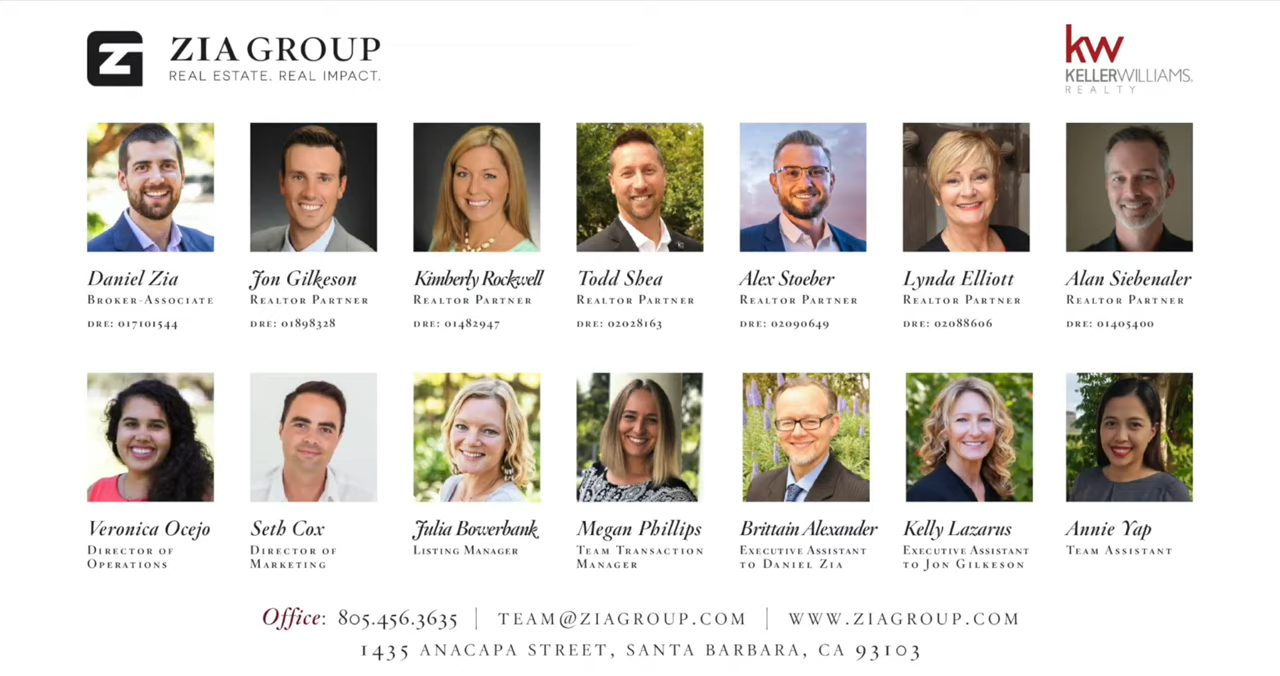 ZIA GROUP
REAL ESTATE. REAL IMPACT.
kw
KELLERWILLIAMS.
REALTY
Daniel Zia
BROKER-ASSOCIATE
DRE: 017101544
Jon Gilkeson
REALTOR PARTNER
DRE: 01898328
Kimberly Rockwell
REALTOR PARTNER
DRE: 01482947
Todd Shea
REALTOR PARTNER
DRE: 02028163
Alex Stoeber
REALTOR PARTNER
DRE: 02090649
Lynda Elliott
REALTOR PARTNER
DRE: 02088606
Alan Siebenaler
REALTOR PARTNER
DRE: 01405400
Veronica Ocejo
DIRECTOR OF
OPERATIONS
Seth Cox
DIRECTOR OF
MARKETING
Julia Bowerbank
LISTING MANAGER
Megan Phillips
TEAM TRANSACTION
MANAGER
Brittain Alexander
EXECUTIVE ASSISTANT
TO DANIEL ZIA
Kelly Lazarus
EXECUTIVE ASSISTANT
TO JON GILKESON
Annie Yap
TEAM ASSISTANT
Office: 805.456.3635 | TEAM@ZIAGROUP.COM | WWW.ZIAGROUP.COM
1435 ANACAPA STREET, SANTA BARBARA, CA 93103